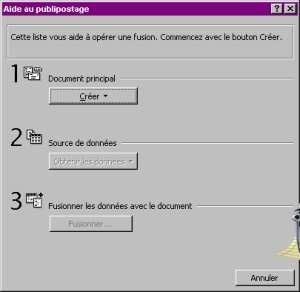 Aide au publipostage
Cette liste vous aide à opérer une fusion. Commencez avec le bouton Créer.
1 Document principal
Créer
2 Source de données
Obtenir les données
3 Fusionner les données avec le document
Fusionner...
Annuler